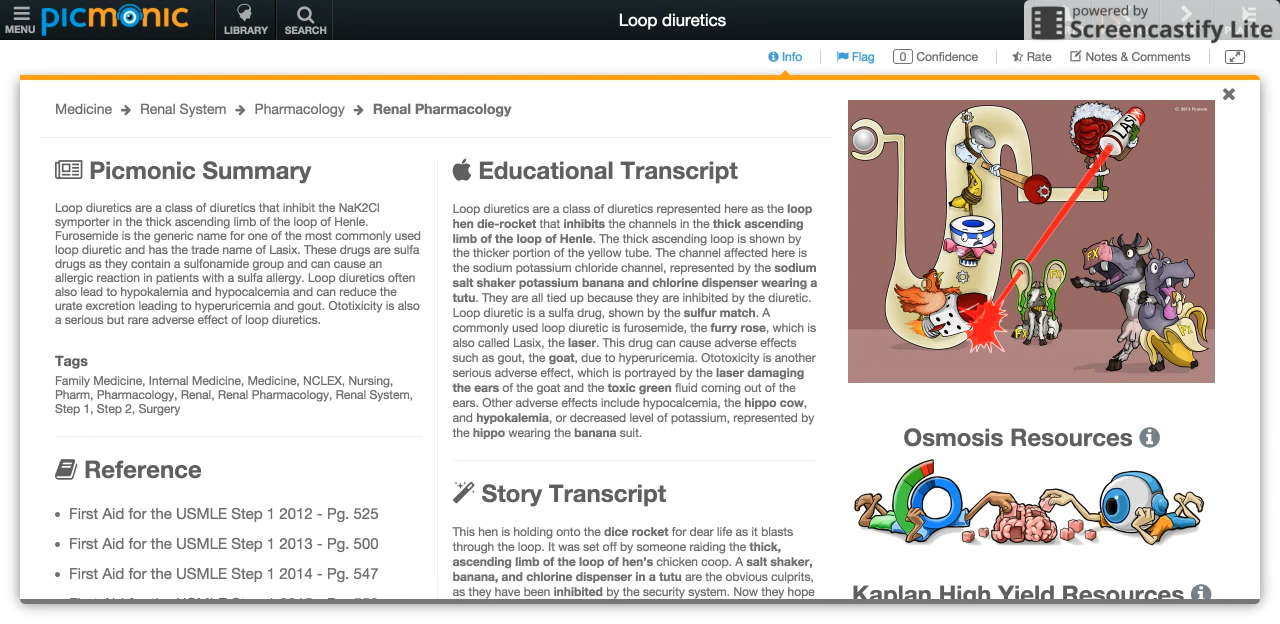 MENU
picmonic
LIBRARY
SEARCH
Loop diuretics
powered by
Screencastify Lite
Info
Flag
0 Confidence
Rate
Notes & Comments
Medicine Renal System Pharmacology Renal Pharmacology
Picmonic Summary
Loop diuretics are a class of diuretics that inhibit the NaK2Cl
symporter in the thick ascending limb of the loop of Henle.
Furosemide is the generic name for one of the most commonly used
loop diuretic and has the trade name of Lasix. These drugs are sulfa
drugs as they contain a sulfonamide group and can cause an
allergic reaction in patients with a sulfa allergy. Loop diuretics often
also lead to hypokalemia and hypocalcemia and can reduce the
urate excretion leading to hyperuricemia and gout. Ototixicity is also
a serious but rare adverse effect of loop diuretics.
Tags
Family Medicine, Internal Medicine, Medicine, NCLEX, Nursing,
Pharm, Pharmacology, Renal, Renal Pharmacology, Renal System,
Step 1, Step 2, Surgery
Reference
First Aid for the USMLE Step 1 2012 - Pg. 525
First Aid for the USMLE Step 1 2013 - Pg. 500
First Aid for the USMLE Step 1 2014 - Pg. 547
Educational Transcript
Loop diuretics are a class of diuretics represented here as the loop
hen die-rocket that inhibits the channels in the thick ascending
limb of the loop of Henle. The thick ascending loop is shown by
the thicker portion of the yellow tube. The channel affected here is
the sodium potassium chloride channel, represented by the sodium
salt shaker potassium banana and chlorine dispenser wearing a
tutu. They are all tied up because they are inhibited by the diuretic.
Loop diuretic is a sulfa drug, shown by the sulfur match. A
commonly used loop diuretic is furosemide, the furry rose, which is
also called Lasix, the laser. This drug can cause adverse effects
such as gout, the goat, due to hyperuricemia. Ototoxicity is another
serious adverse effect, which is portrayed by the laser damaging
the ears of the goat and the toxic green fluid coming out of the
ears. Other adverse effects include hypocalcemia, the hippo cow,
and hypokalemia, or decreased level of potassium, represented by
the hippo wearing the banana suit.
Story Transcript
This hen is holding onto the dice rocket for dear life as it blasts
through the loop. It was set off by someone raiding the thick,
ascending limb of the loop of hen's chicken coop. A salt shaker,
banana, and chlorine dispenser in a tutu are the obvious culprits,
as they have been inhibited by the security system. Now they hope
© 2013 Picmonic
LASIX
FX
FX
FX
Osmosis Resources
Kaplan High Yield Resources